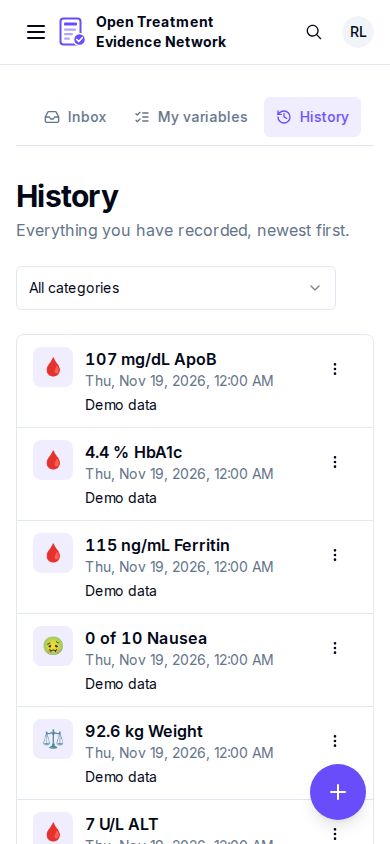 Open Treatment
Evidence Network
RL
Inbox
My variables
History
History
Everything you have recorded, newest first.
All categories
107 mg/dL ApoB
Thu, Nov 19, 2026, 12:00 AM
Demo data
4.4 % HbA1c
Thu, Nov 19, 2026, 12:00 AM
Demo data
115 ng/mL Ferritin
Thu, Nov 19, 2026, 12:00 AM
Demo data
0 of 10 Nausea
Thu, Nov 19, 2026, 12:00 AM
Demo data
92.6 kg Weight
Thu, Nov 19, 2026, 12:00 AM
Demo data
7 U/L ALT